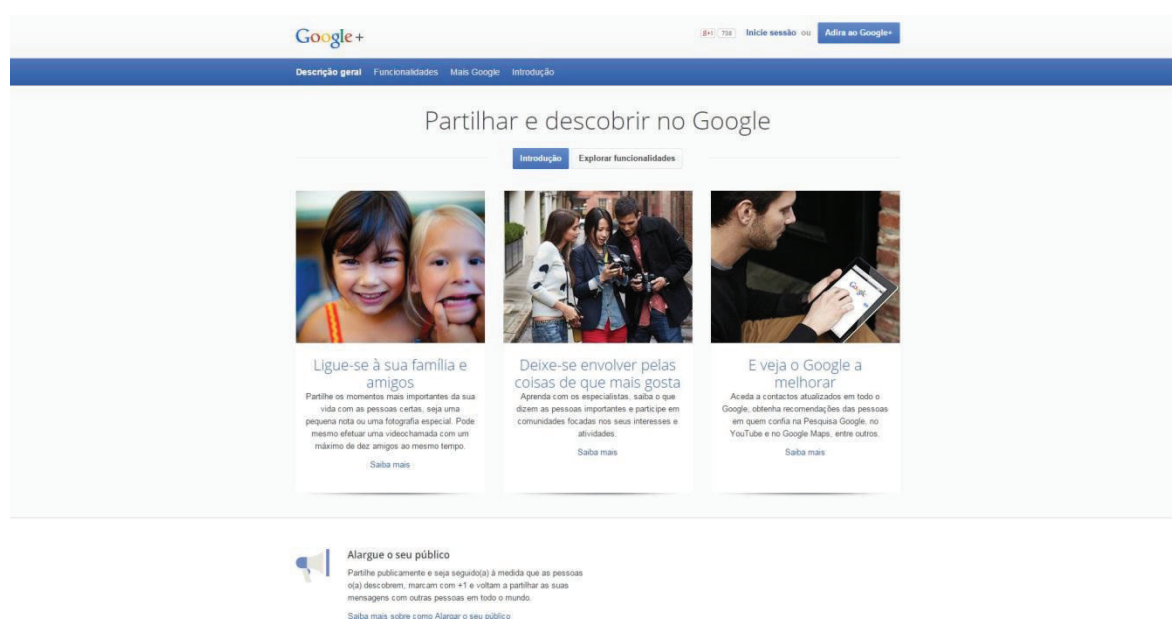 Google+
g+1 708 Inicie sessão ou Adira ao Google+
Descrição geral Funcionalidades Mais Google Introdução
Partilhar e descobrir no Google
Introdução Explorar funcionalidades
Google
Ligue-se à sua família e
amigos
Partilhe os momentos mais importantes da sua
vida com as pessoas certas, seja uma
pequena nota ou uma fotografia especial. Pode
mesmo efetuar uma videochamada com um
máximo de dez amigos ao mesmo tempo.
Saiba mais
Deixe-se envolver pelas
coisas de que mais gosta
Aprenda com os especialistas, saiba o que
dizem as pessoas importantes e participe em
comunidades focadas nos seus interesses e
atividades.
Saiba mais
E veja o Google a
melhorar
Aceda a contactos atualizados em todo o
Google, obtenha recomendações das pessoas
em quem confia na Pesquisa Google, no
YouTube e no Google Maps, entre outros.
Saiba mais
Alargue o seu público
Partilhe publicamente e seja seguido(a) à medida que as pessoas
o(a) descobrem, marcam com +1 e voltam a partilhar as suas
mensagens com outras pessoas em todo o mundo.
Saiba mais sobre como Alargar o seu público